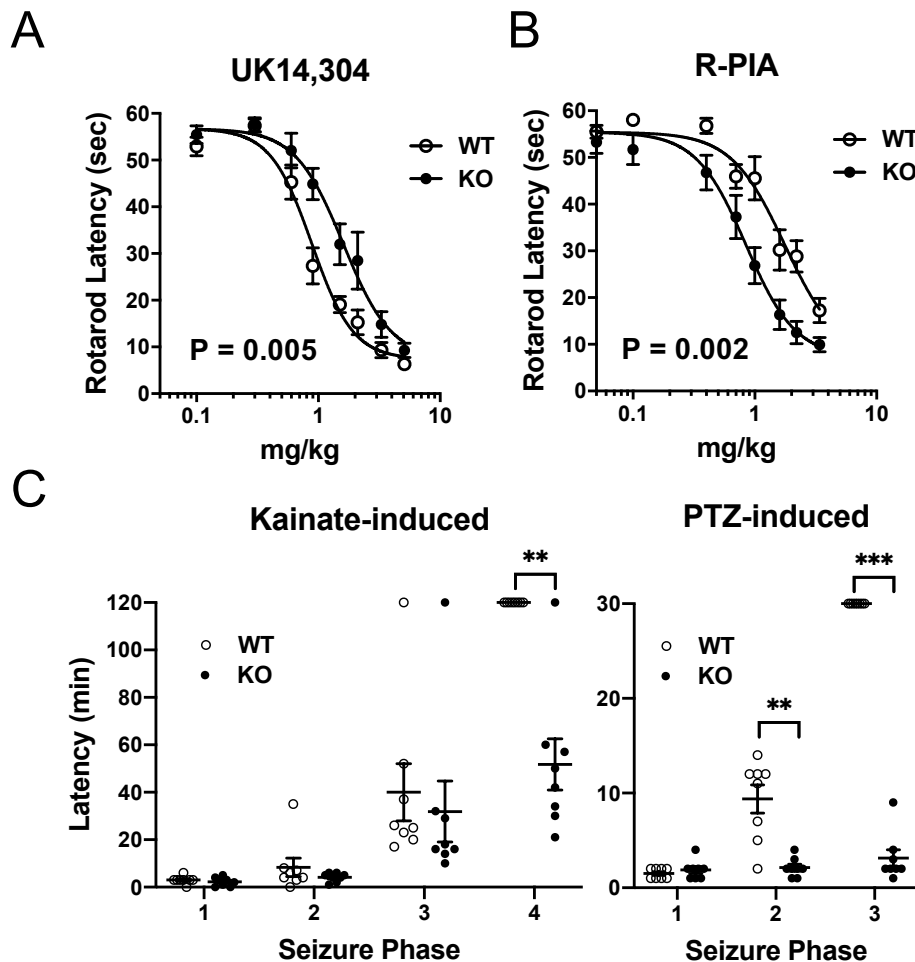 A
UK14,304
Rotarod Latency (sec)
60
50
40
30
20
10
0
WT
KO
P = 0.005
0.1
1
10
mg/kg
B
R-PIA
Rotarod Latency (sec)
60
50
40
30
20
10
0
WT
KO
P = 0.002
0.1
1
10
mg/kg
C
Kainate-induced
Latency (min)
120
100
80
60
40
20
0
WT
KO
**
1
2
3
4
Seizure Phase
PTZ-induced
30
20
10
0
WT
KO
**
***
1
2
3
Seizure Phase